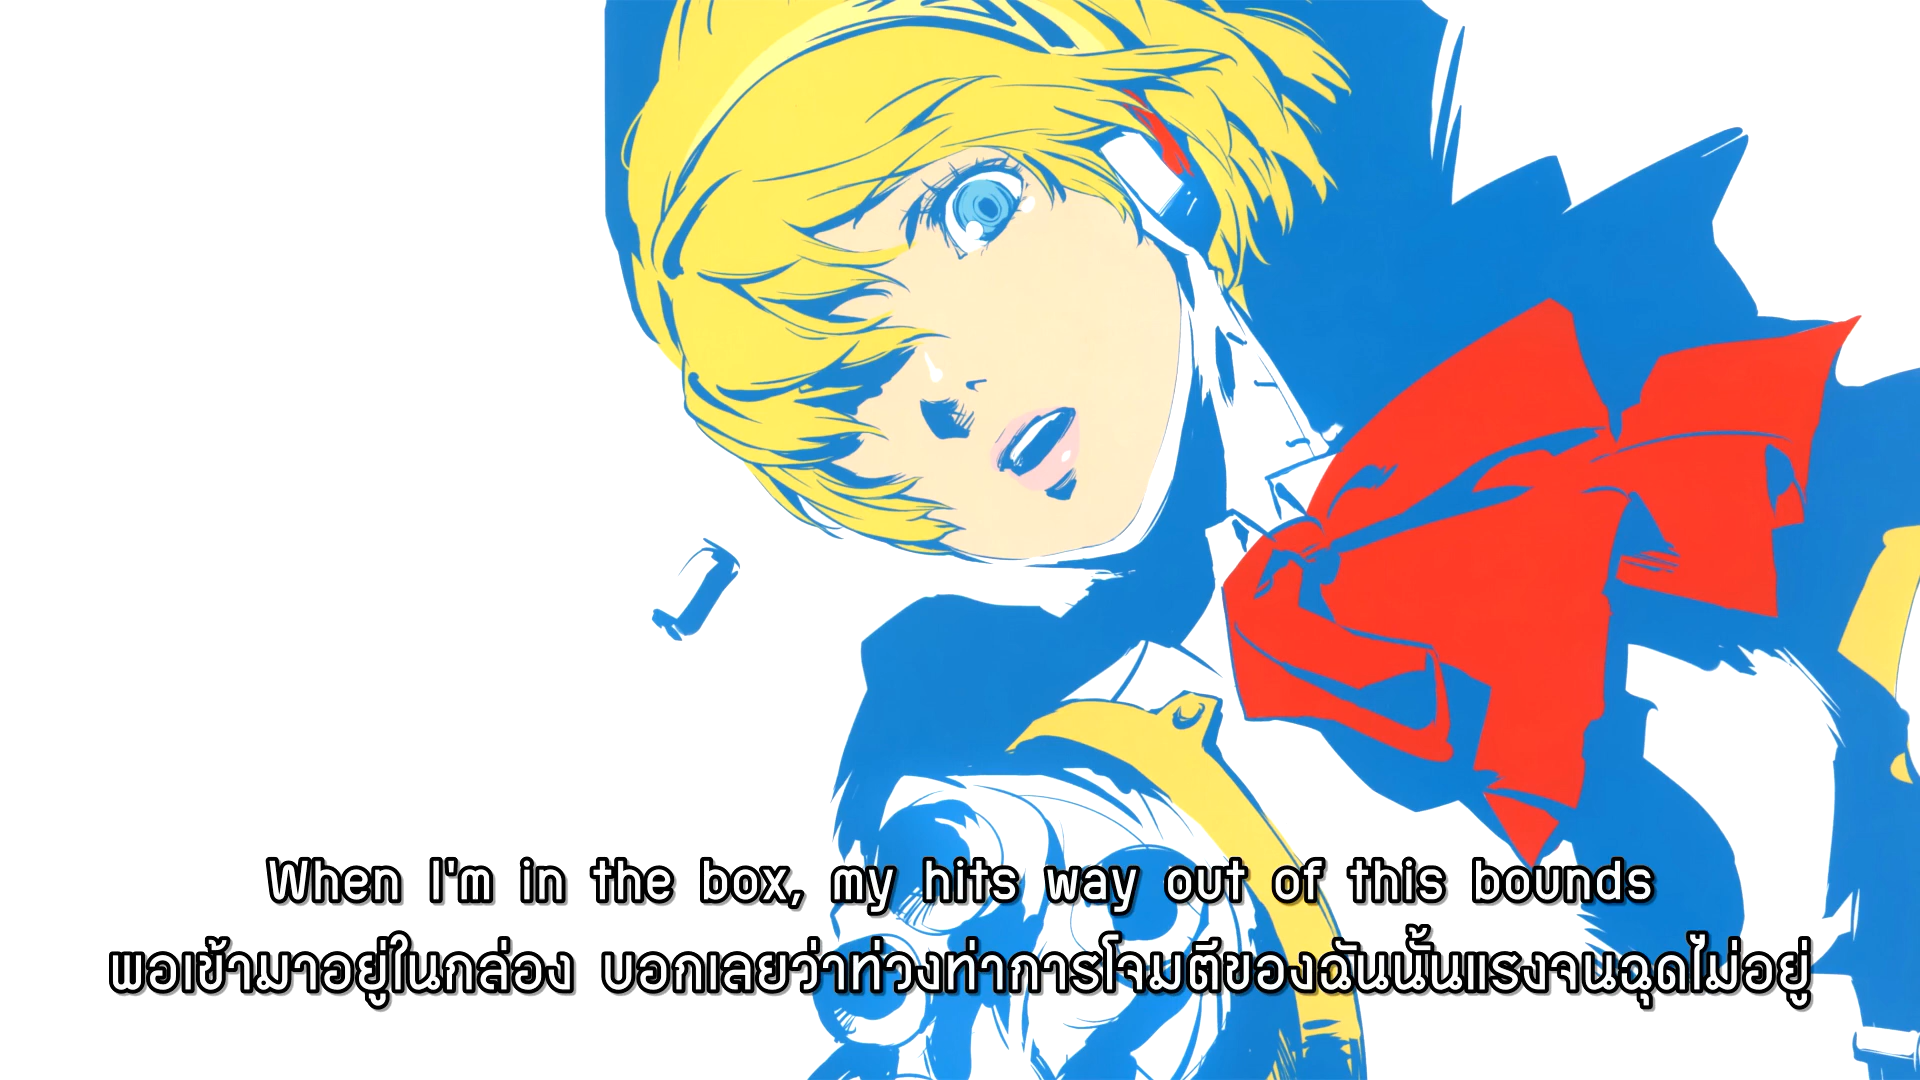 When I'm in the box, my hits way out of this bounds
พอเข้ามาอยู่ในกล่อง บอกเลยว่าท่วงท่าการโจมตีของฉันนั้นแรงจนฉุดไม่อยู่